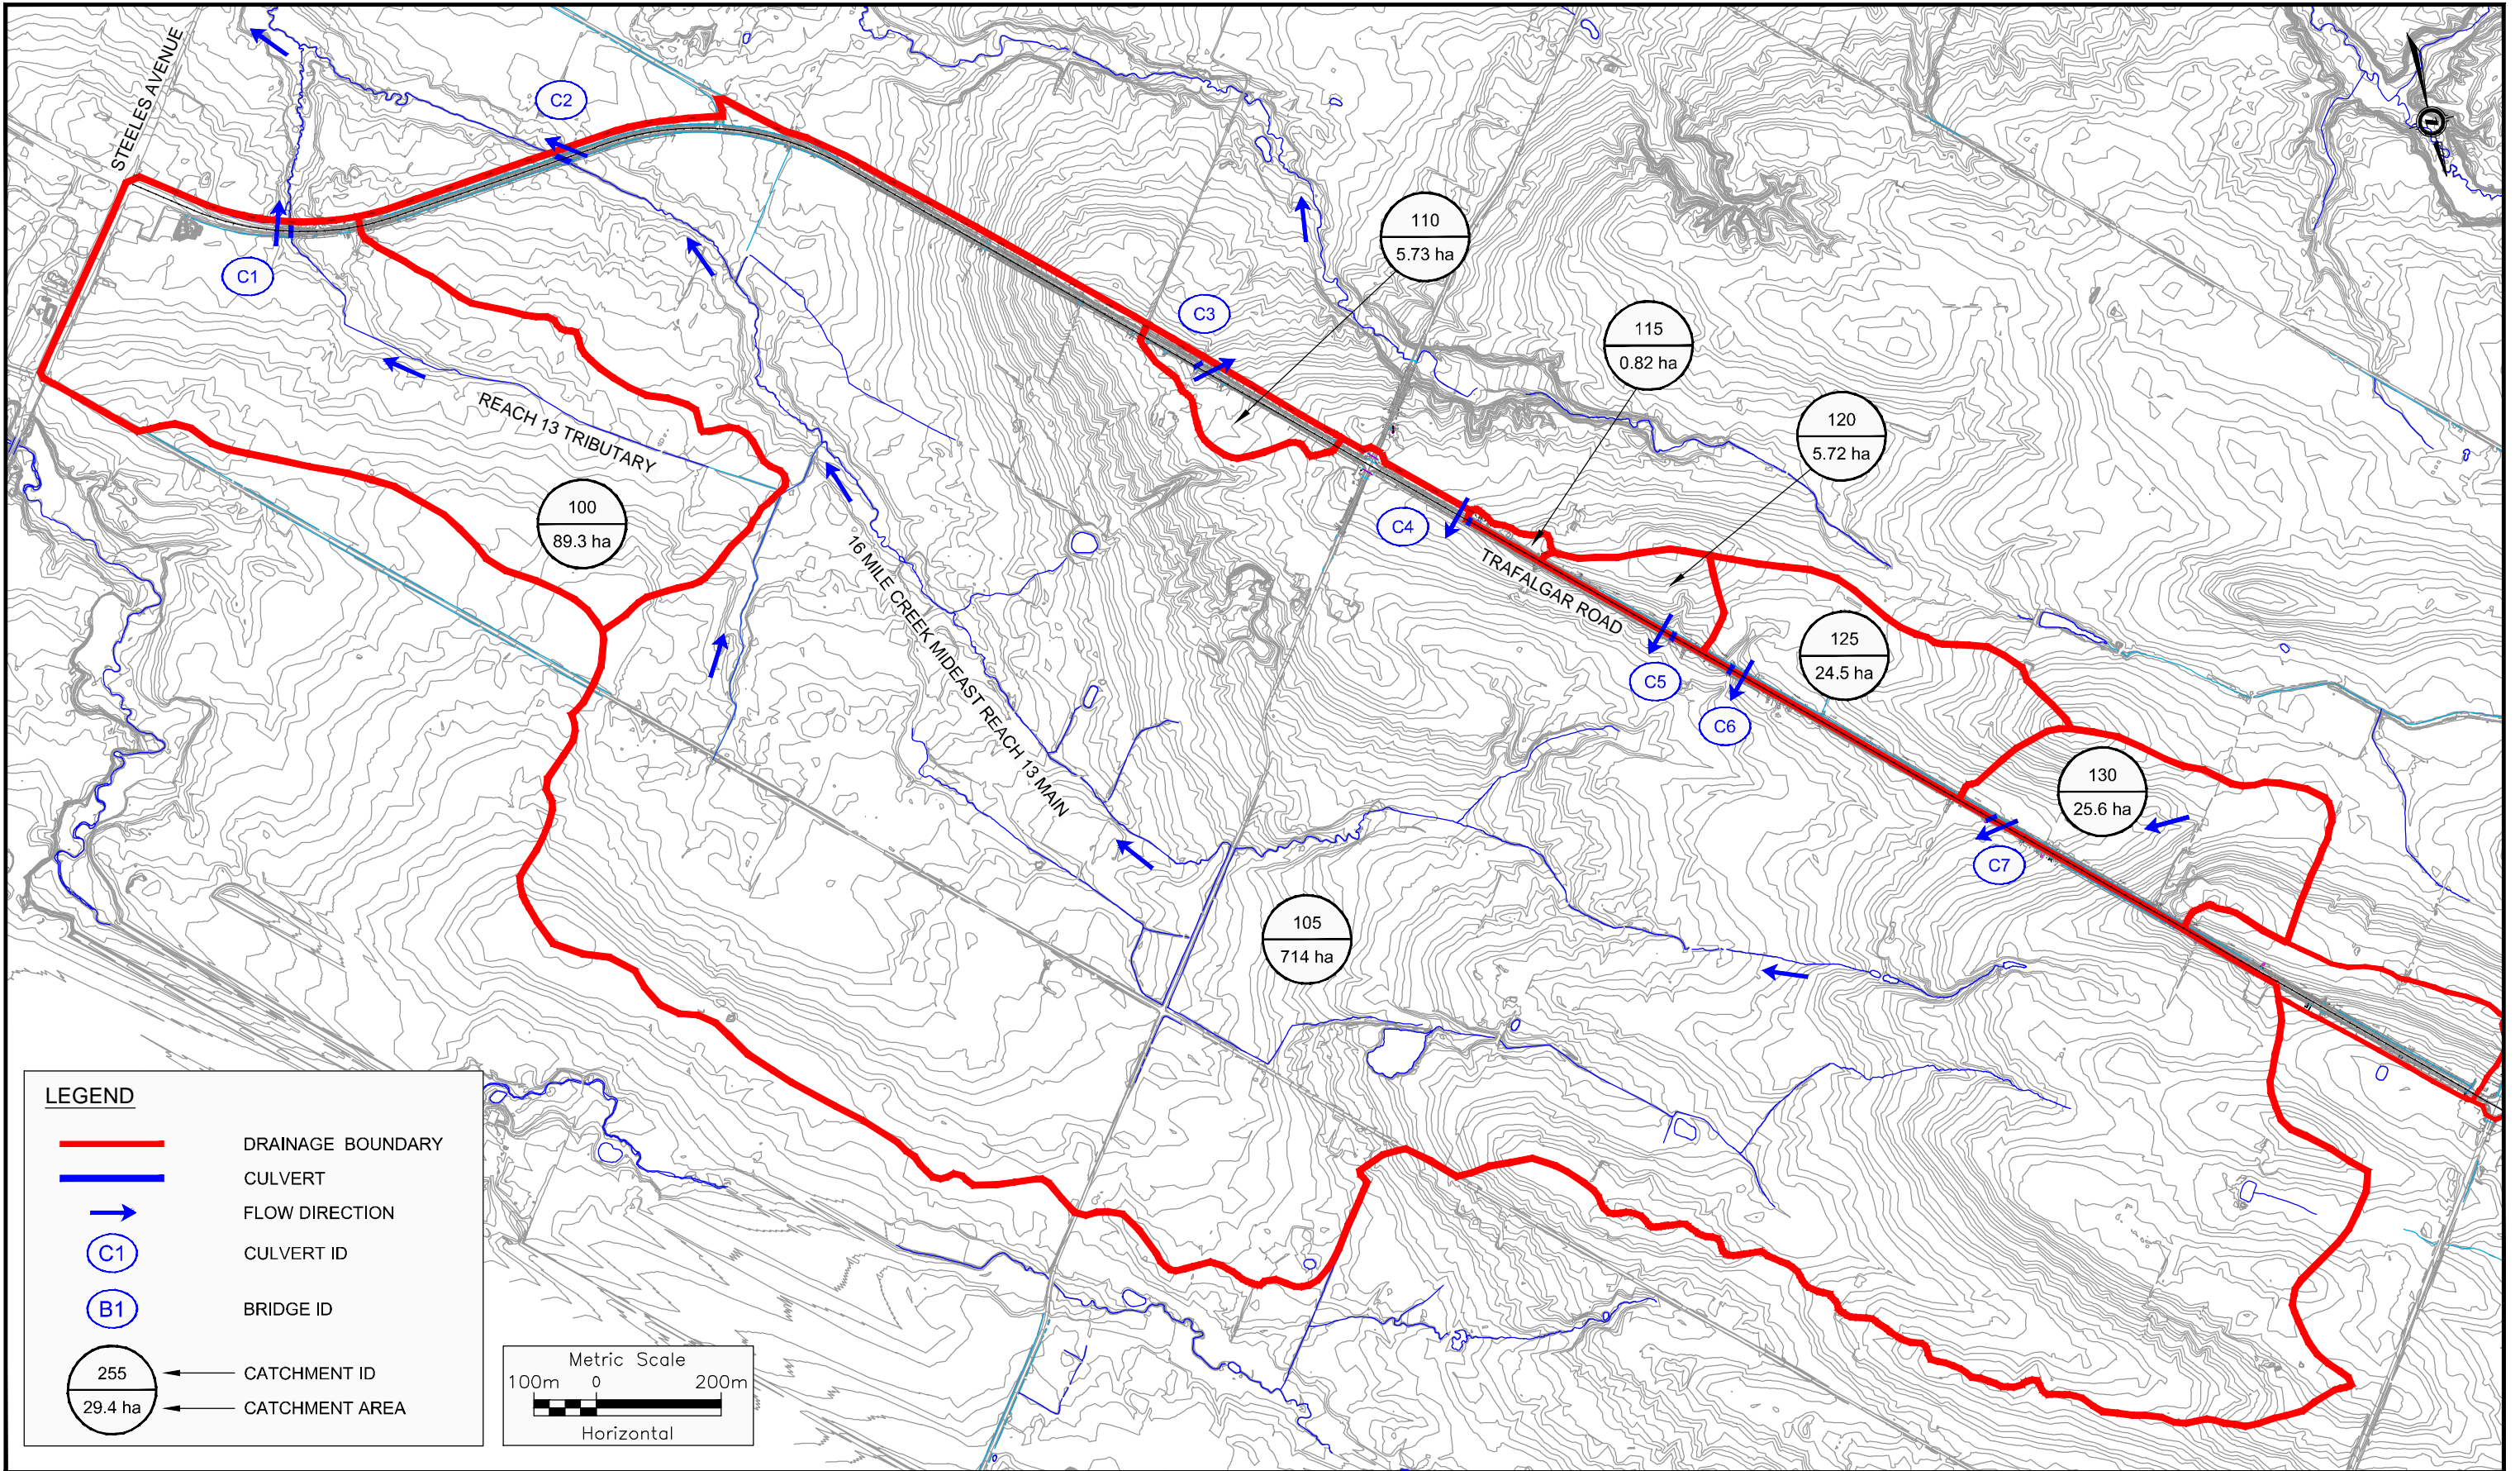 STEELES AVENUE
C2
C1
C3
110
5.73 ha
115
0.82 ha
120
5.72 ha
REACH 13 TRIBUTARY
100
89.3 ha
16 MILE CREEK MIDEAST REACH 13 MAIN
C4
TRAFALGAR ROAD
C5
125
24.5 ha
C6
130
25.6 ha
C7
105
714 ha
LEGEND
DRAINAGE BOUNDARY
CULVERT
FLOW DIRECTION
C1 CULVERT ID
B1 BRIDGE ID
255 CATCHMENT ID
29.4 ha CATCHMENT AREA
Metric Scale
100m 0 200m
Horizontal